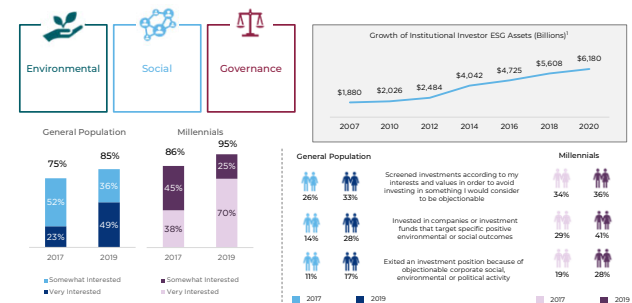 Environmental
Social
Governance
Growth of Institutional Investor ESG Assets (Billions)¹
$1,880
$2,026
$2,484
$4,042
$4,725
$5,608
$6,180
2007
2010
2012
2014
2016
2018
2020
General Population
Millennials
75%
85%
86%
95%
52%
23%
36%
49%
45%
38%
25%
70%
2017
2019
2017
2019
Somewhat Interested
Very Interested
Somewhat Interested
Very Interested
General Population
Millennials
26%
33%
Screened investments according to my
interests and values in order to avoid
investing in something I would consider
to be objectionable
34%
36%
14%
28%
Invested in companies or investment
funds that target specific positive
environmental or social outcomes
29%
41%
11%
17%
Exited an investment position because of
objectionable corporate social,
environmental or political activity
19%
28%
2017
2019
2017
2019